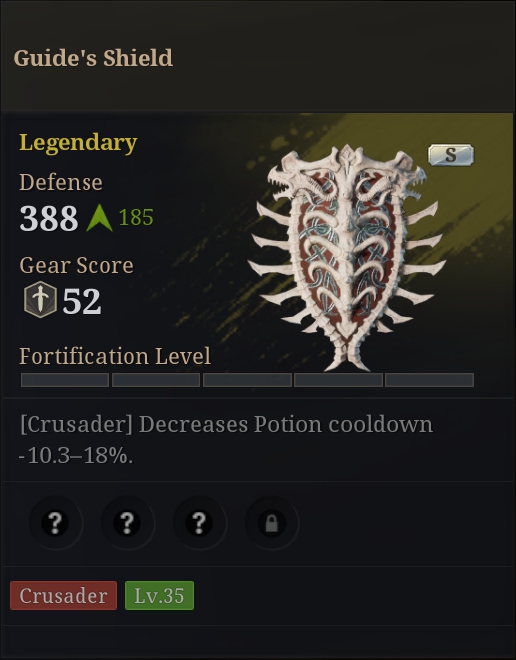 Guide's Shield
Legendary
S
Defense
388 185
Gear Score
52
Fortification Level
[Crusader] Decreases Potion cooldown
-10.3–18%.
? ? ?
Crusader Lv.35